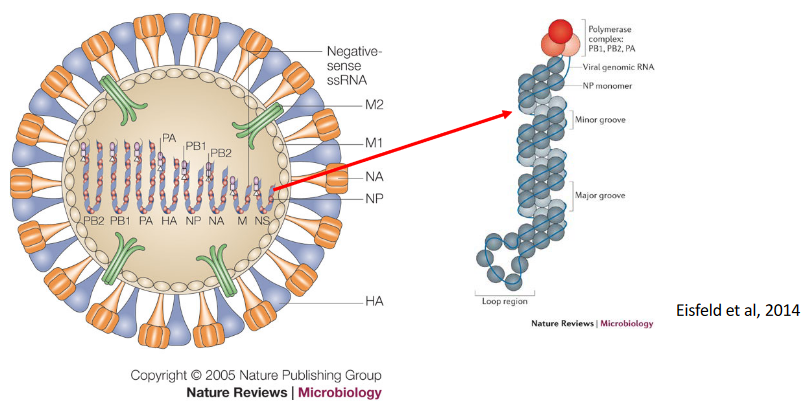 Negative-
sense
ssRNA
M2
M1
NA
NP
HA
PA
PB1
PB2
PB2 PB1 PA HA NP NA M NS
Copyright © 2005 Nature Publishing Group
Nature Reviews | Microbiology
Polymerase
complex:
PB1, PB2, PA
Viral genomic RNA
NP monomer
Minor groove
Major groove
Loop region
Nature Reviews | Microbiology
Eisfeld et al, 2014